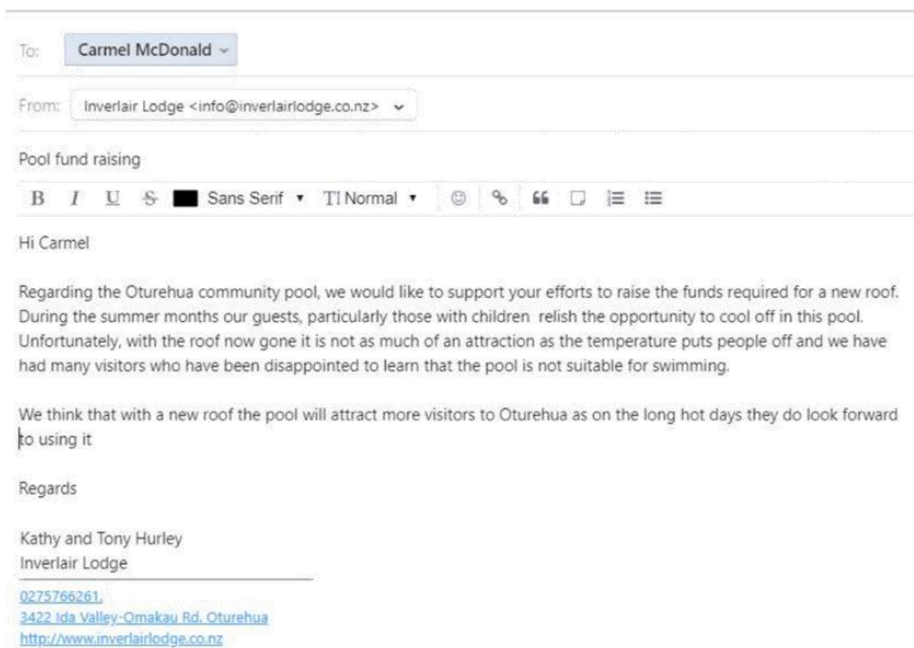 To: Carmel McDonald
From: Inverlair Lodge <info@inverlairlodge.co.nz>
Pool fund raising
B I U S Sans Serif TI Normal
Hi Carmel
Regarding the Oturehua community pool, we would like to support your efforts to raise the funds required for a new roof.
During the summer months our guests, particularly those with children relish the opportunity to cool off in this pool.
Unfortunately, with the roof now gone it is not as much of an attraction as the temperature puts people off and we have
had many visitors who have been disappointed to learn that the pool is not suitable for swimming.
We think that with a new roof the pool will attract more visitors to Oturehua as on the long hot days they do look forward
to using it
Regards
Kathy and Tony Hurley
Inverlair Lodge
0275766261.
3422 Ida Valley-Omakau Rd. Oturehua
http://www.inverlairlodge.co.nz